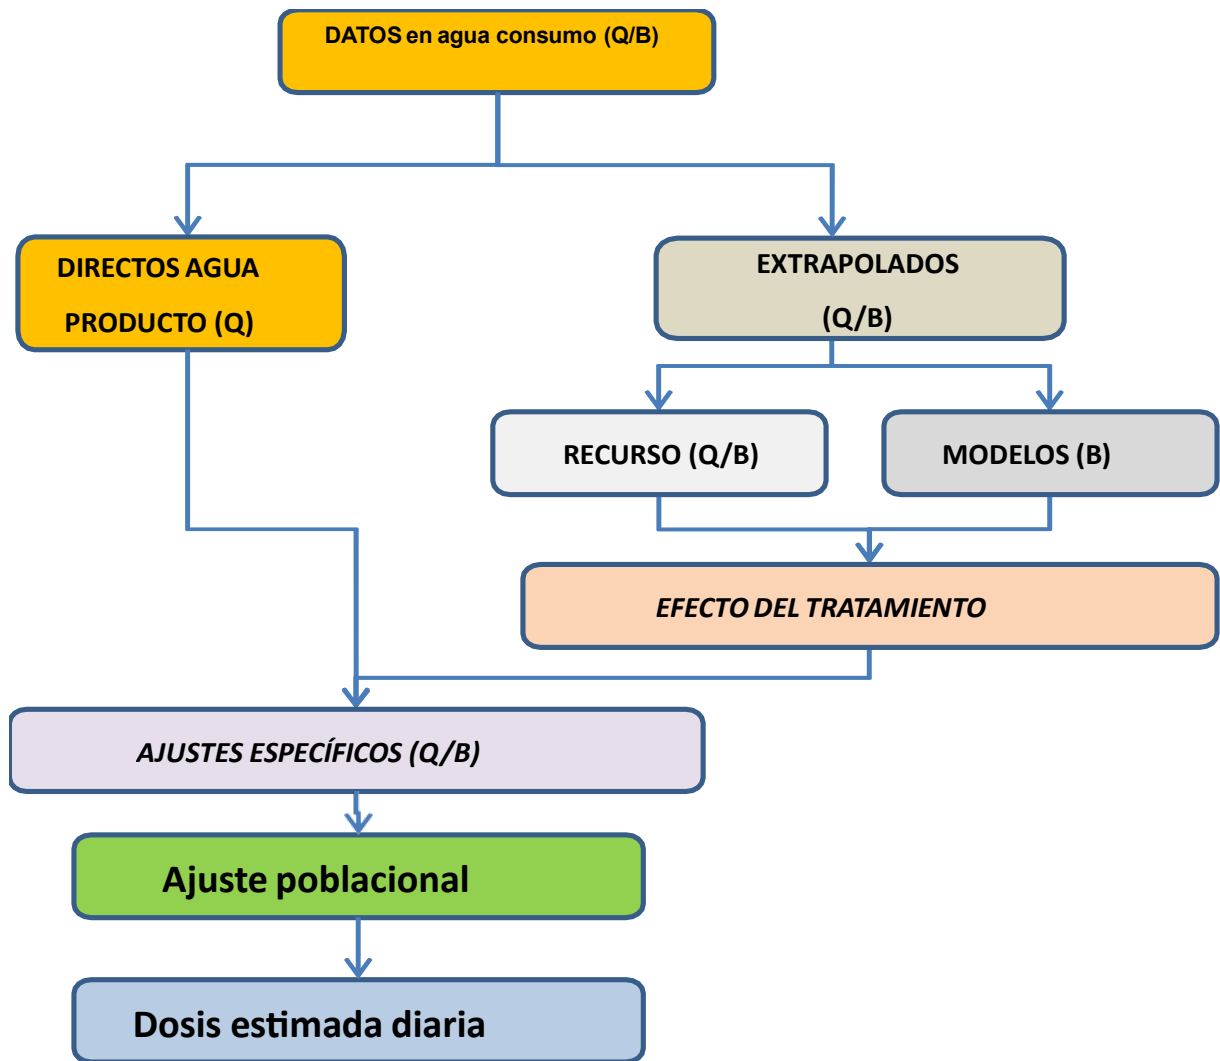 DATOS en agua consumo (Q/B)
DIRECTOS AGUA
PRODUCTO (Q)
EXTRAPOLADOS
(Q/B)
RECURSO (Q/B)
MODELOS (B)
EFECTO DEL TRATAMIENTO
AJUSTES ESPECÍFICOS (Q/B)
Ajuste poblacional
Dosis estimada diaria